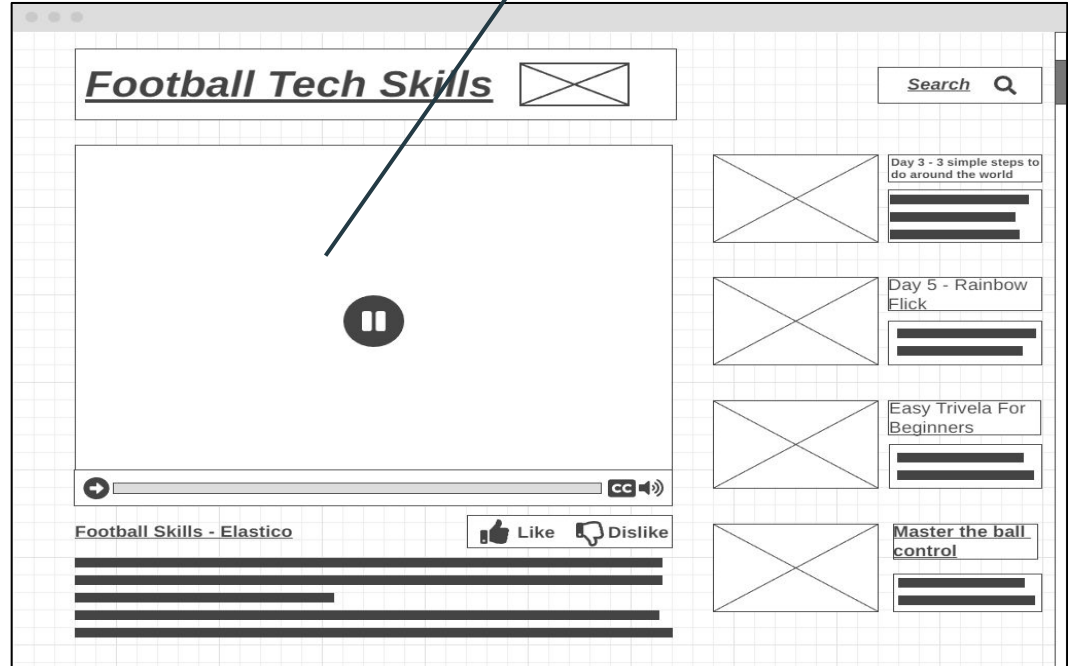 Football Tech Skills
Search
CC
Football Skills - Elastico
Like
Dislike
Day 3 - 3 simple steps to
do around the world
Day 5 - Rainbow
Flick
Easy Trivela For
Beginners
Master the ball
control